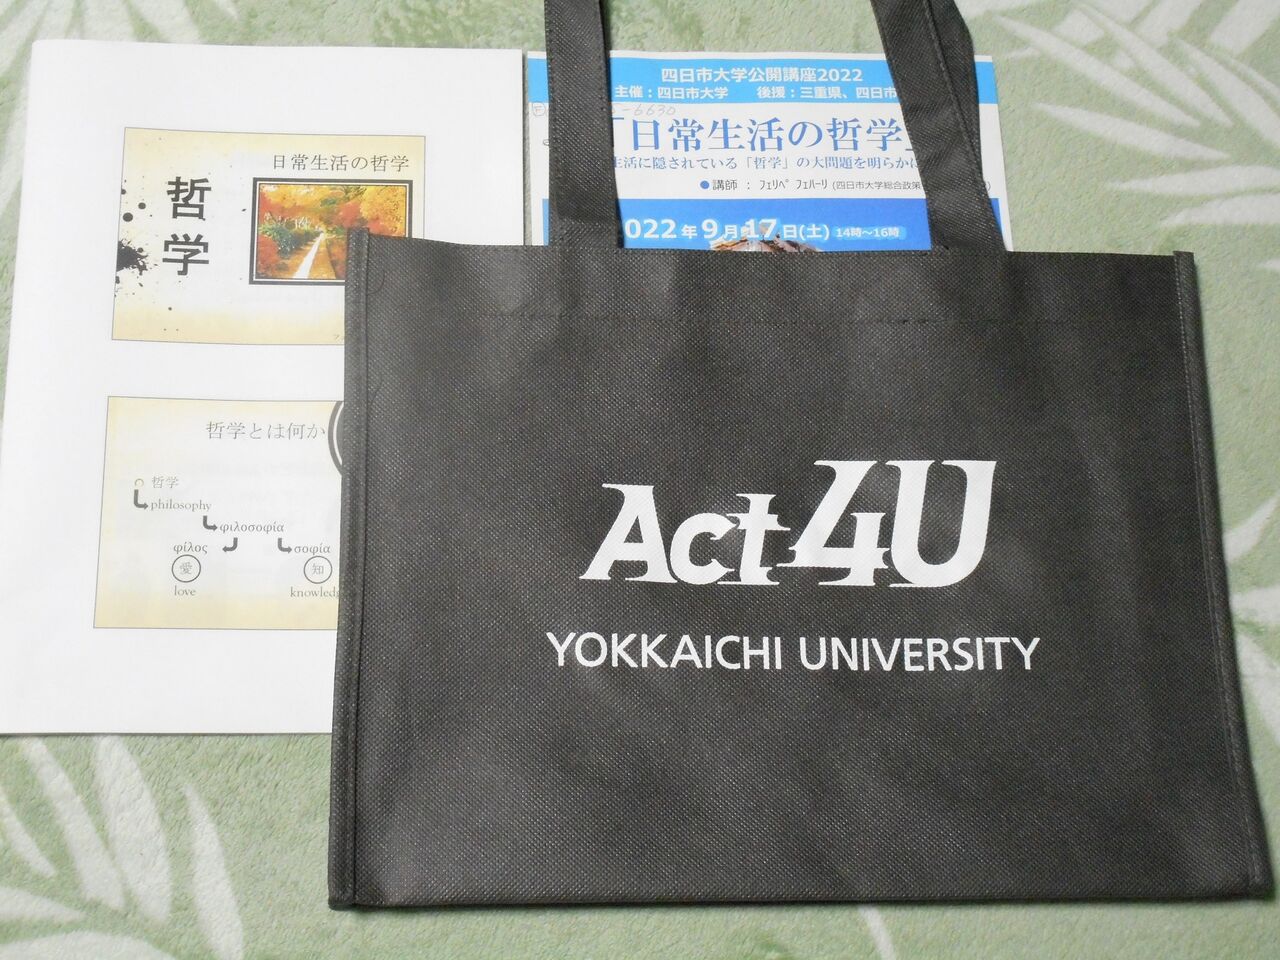 日常生活の哲学
哲学
哲学とは何か
哲学
philosophy
φιλοσοφία
φίλος
σοφία
愛
知
love
knowledg
四日市大学公開講座2022
主催：四日市大学 後援：三重県、四日市
-6630
「日常生活の哲学」
生活に隠されている「哲学」の大問題を明らかに
●講師 ： ﾌｪﾘﾍﾟ ﾌｪﾊﾞｰﾘ (四日市大学総合政策
2022年9月17日(土) 14時～16時
Act4U
YOKKAICHI UNIVERSITY